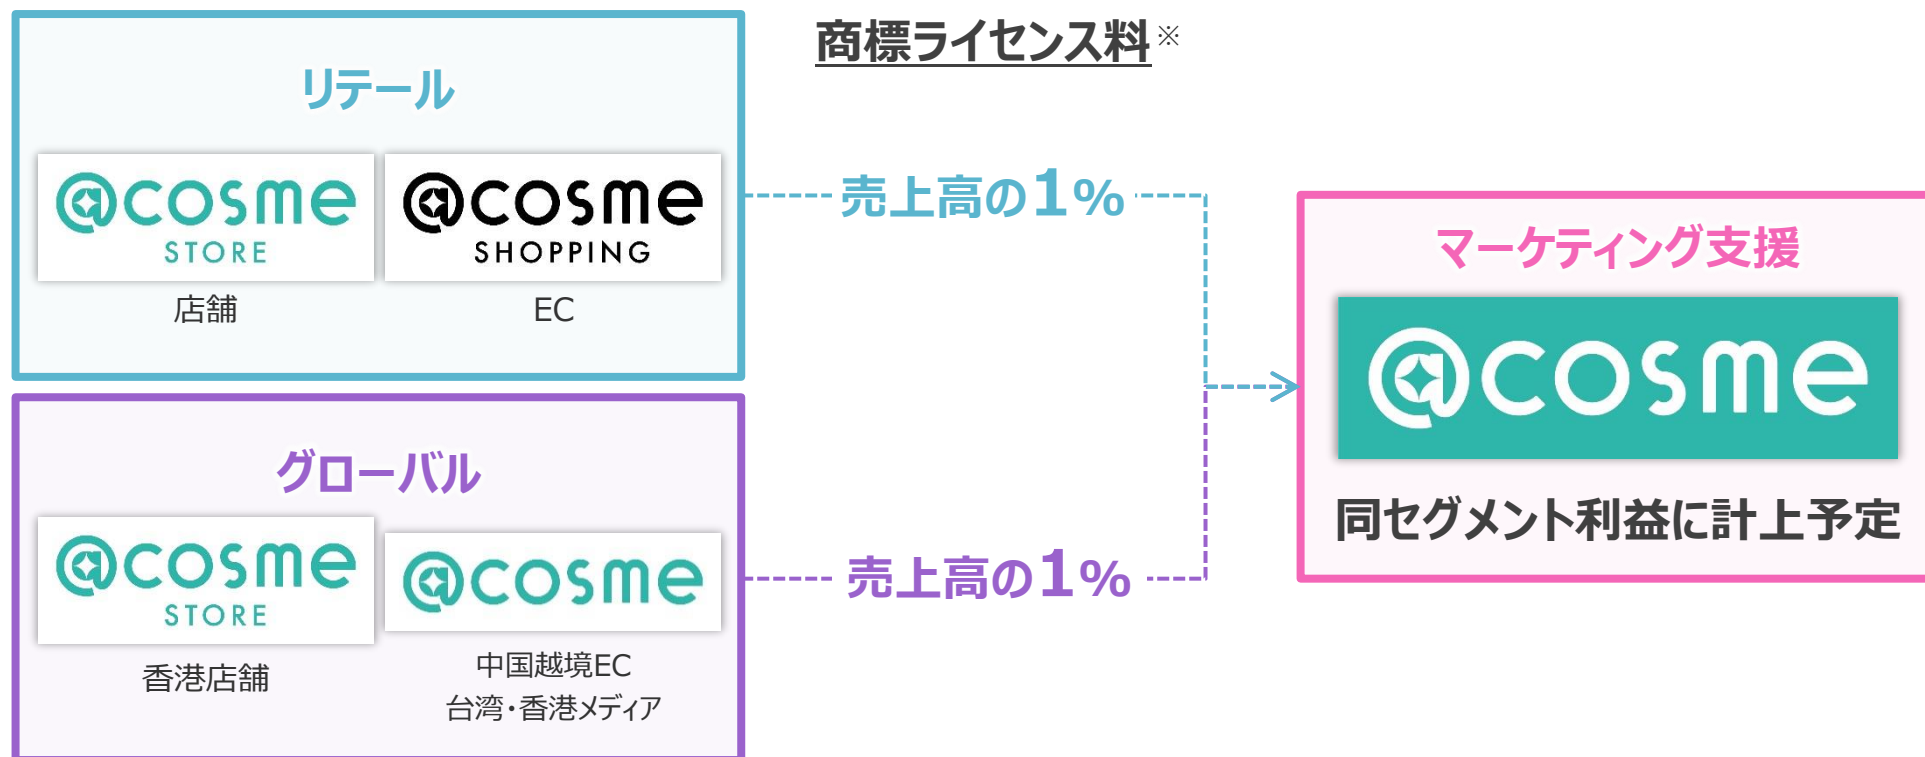 商標ライセンス料※
リテール
@cosme
STORE
店舗
@cosme
SHOPPING
EC
売上高の1%
グローバル
@cosme
STORE
香港店舗
@cosme
中国越境EC
台湾・香港メディア
売上高の1%
マーケティング支援
@cosme
同セグメント利益に計上予定